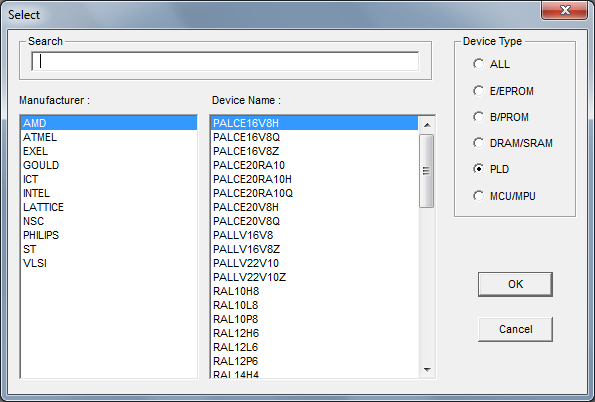 Select
Search
Manufacturer :
AMD
ATMEL
EXEL
GOULD
ICT
INTEL
LATTICE
NSC
PHILIPS
ST
VLSI
Device Name :
PALCE16V8H
PALCE16V8Q
PALCE16V8Z
PALCE20RA10
PALCE20RA10H
PALCE20RA10Q
PALCE20V8H
PALCE20V8Q
PALLV16V8
PALLV16V8Z
PALLV22V10
PALLV22V10Z
RAL10H8
RAL10L8
RAL10P8
RAL12H6
RAL12L6
RAL12P6
RAL14H4
Device Type
ALL
E/EPROM
B/PROM
DRAM/SRAM
PLD
MCU/MPU
OK
Cancel